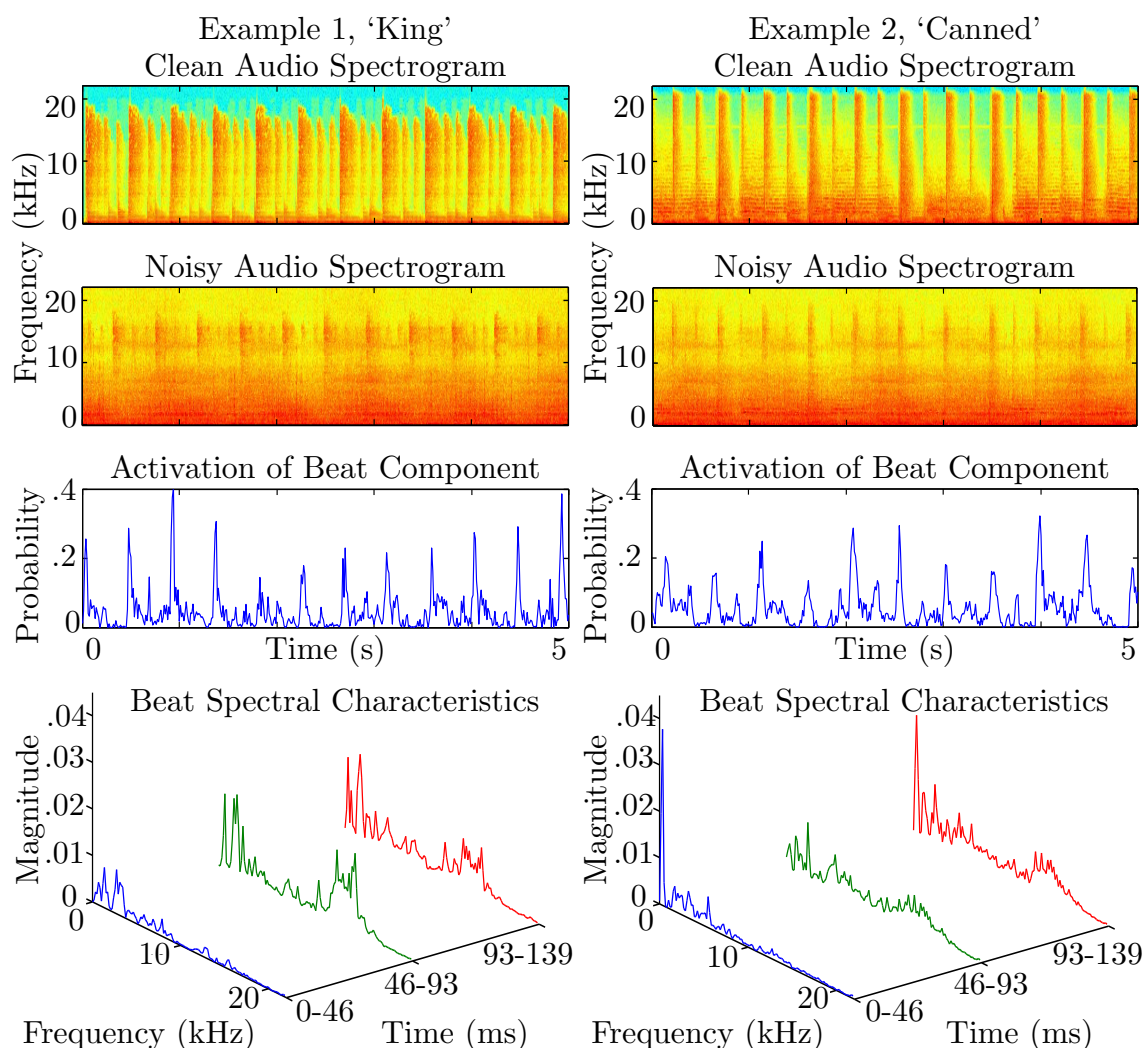 Example 1, ‘King’
Clean Audio Spectrogram
20
10
0
Frequency (kHz)
Noisy Audio Spectrogram
20
10
0
Activation of Beat Component
.4
.2
0
Probability
0
Time (s)
5
Beat Spectral Characteristics
.04
.03
.02
.01
0
Magnitude
0
10
20
Frequency (kHz)
0-46
46-93
93-139
Time (ms)
Example 2, ‘Canned’
Clean Audio Spectrogram
20
10
0
Frequency (kHz)
Noisy Audio Spectrogram
20
10
0
Activation of Beat Component
.4
.2
0
Probability
0
Time (s)
5
Beat Spectral Characteristics
.04
.03
.02
.01
0
Magnitude
0
10
20
Frequency (kHz)
0-46
46-93
93-139
Time (ms)